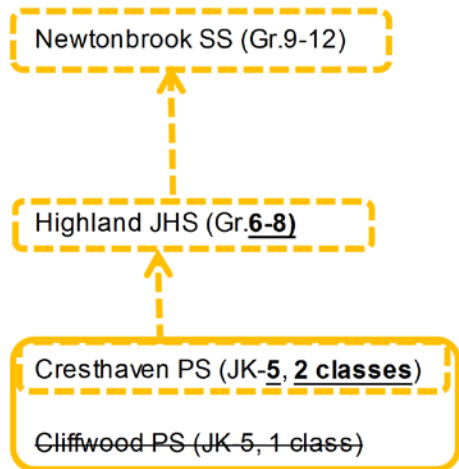 Newtonbrook SS (Gr.9-12)
Highland JHS (Gr.6-8)
Cresthaven PS (JK-5, 2 classes)
Cliffwood PS (JK-5, 1 class)